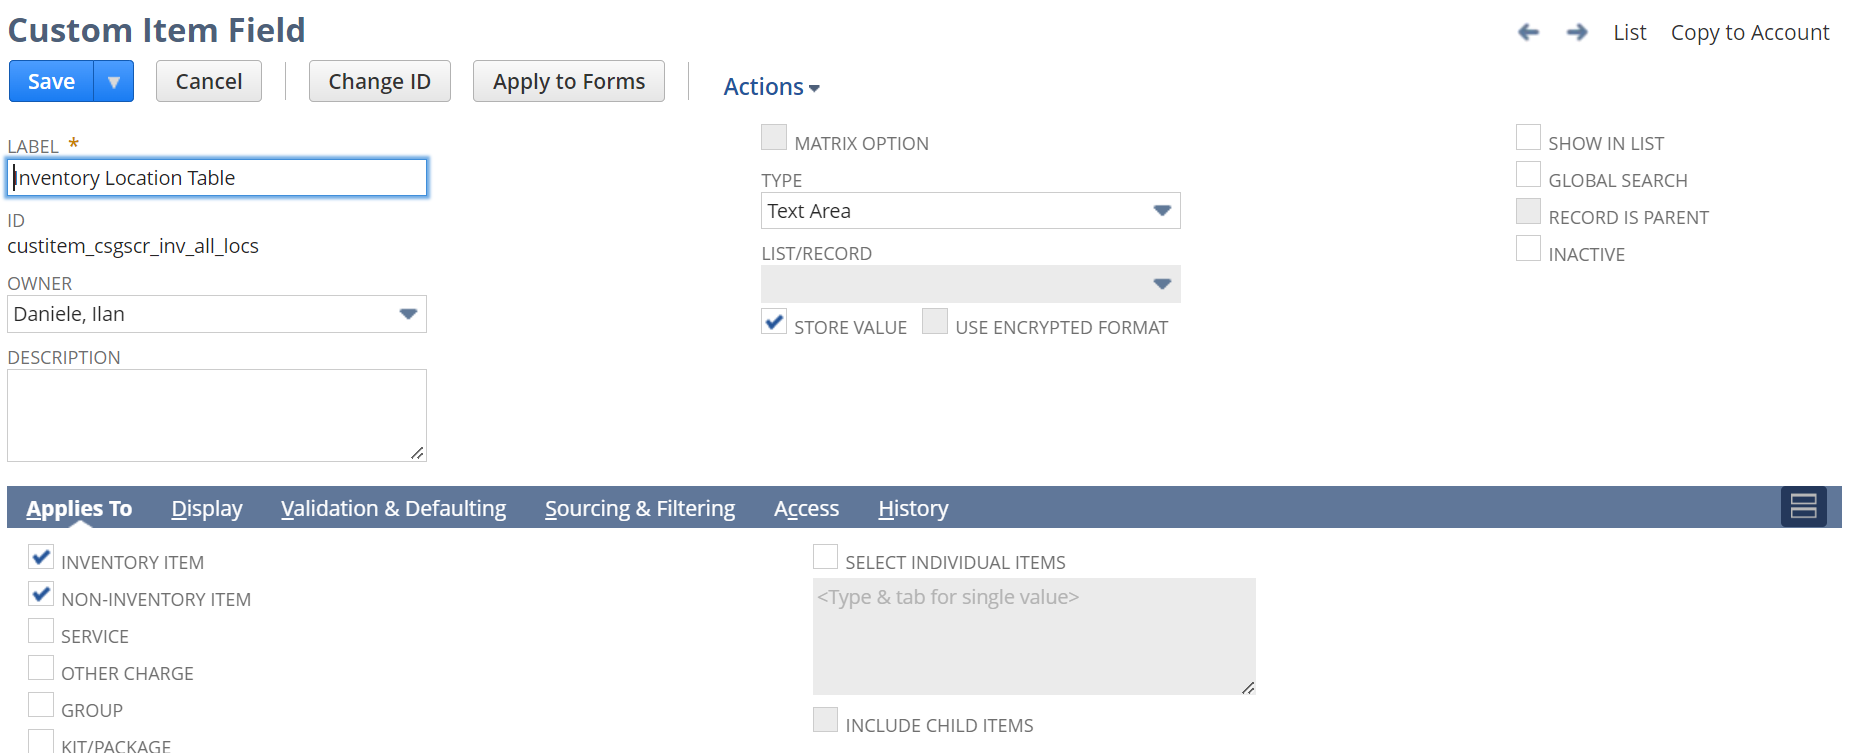 Custom Item Field
List Copy to Account
Save Cancel Change ID Apply to Forms Actions
LABEL *
Inventory Location Table
ID
custitem_csgscr_inv_all_locs
OWNER
Daniele, Ilan
DESCRIPTION
MATRIX OPTION
TYPE
Text Area
LIST/RECORD
STORE VALUE USE ENCRYPTED FORMAT
SHOW IN LIST
GLOBAL SEARCH
RECORD IS PARENT
INACTIVE
Applies To Display Validation & Defaulting Sourcing & Filtering Access History
INVENTORY ITEM
NON-INVENTORY ITEM
SERVICE
OTHER CHARGE
GROUP
KIT/PACKAGE
SELECT INDIVIDUAL ITEMS
<Type & tab for single value>
INCLUDE CHILD ITEMS